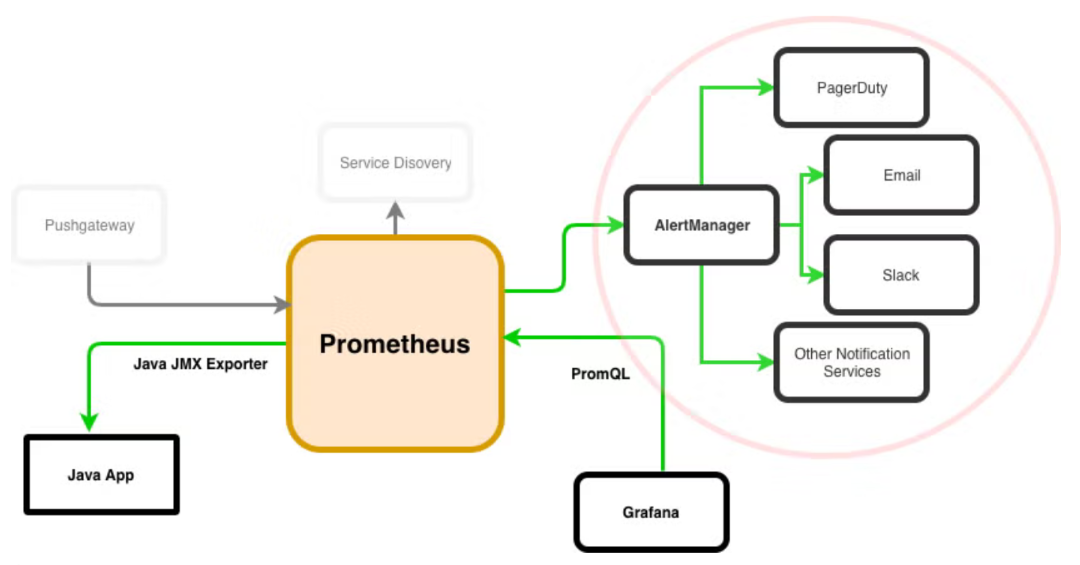 PagerDuty
Service Disovery
Email
Pushgateway
AlertManager
Slack
Prometheus
Java JMX Exporter
Other Notification
Services
PromQL
Java App
Grafana